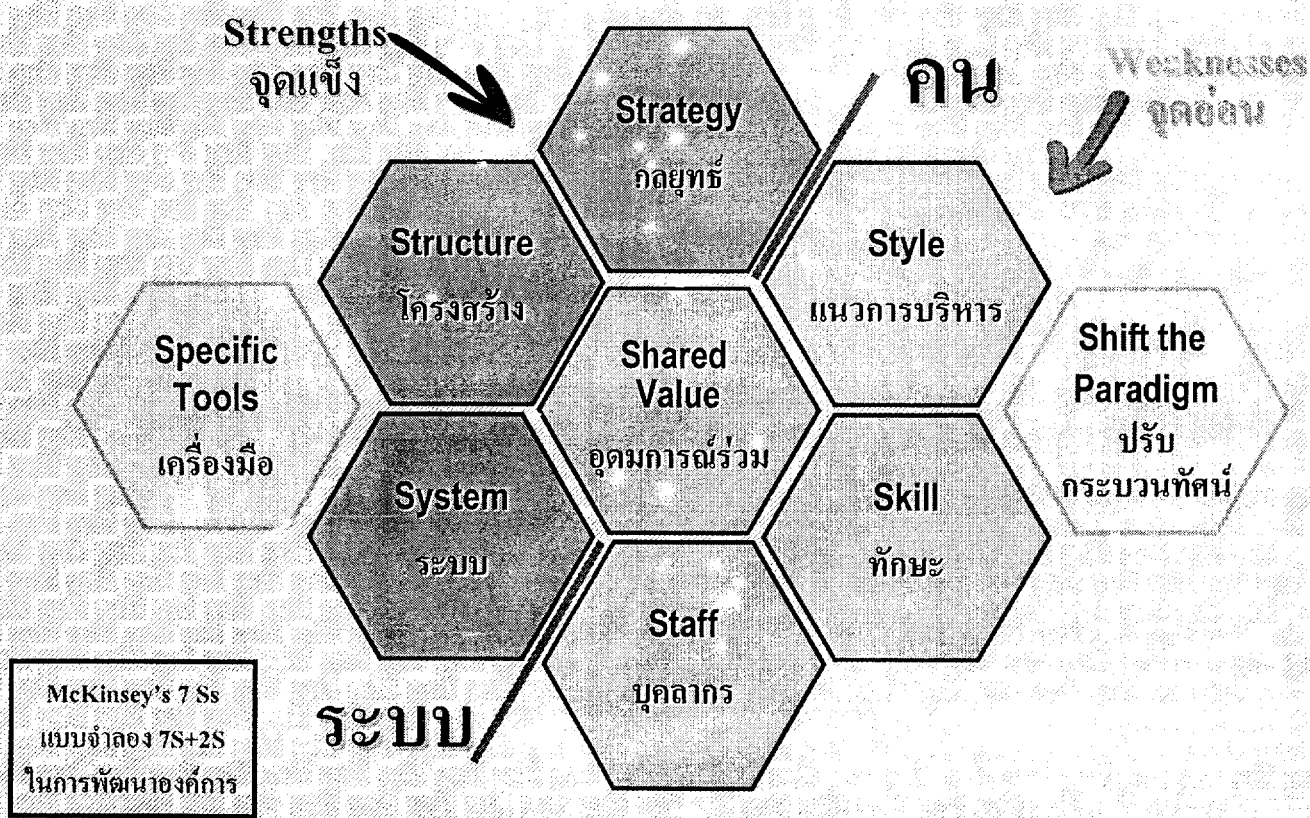 Strengths
จุดแข็ง
คน
Weaknesses
จุดอ่อน
Strategy
กลยุทธ์
Structure
โครงสร้าง
Style
แนวการบริหาร
Specific
Tools
เครื่องมือ
Shared
Value
อุดมการณ์ร่วม
Shift the
Paradigm
ปรับ
กระบวนทัศน์
System
ระบบ
Skill
ทักษะ
Staff
บุคลากร
ระบบ
McKinsey's 7 Ss
แบบจำลอง 7S+2S
ในการพัฒนาองค์การ